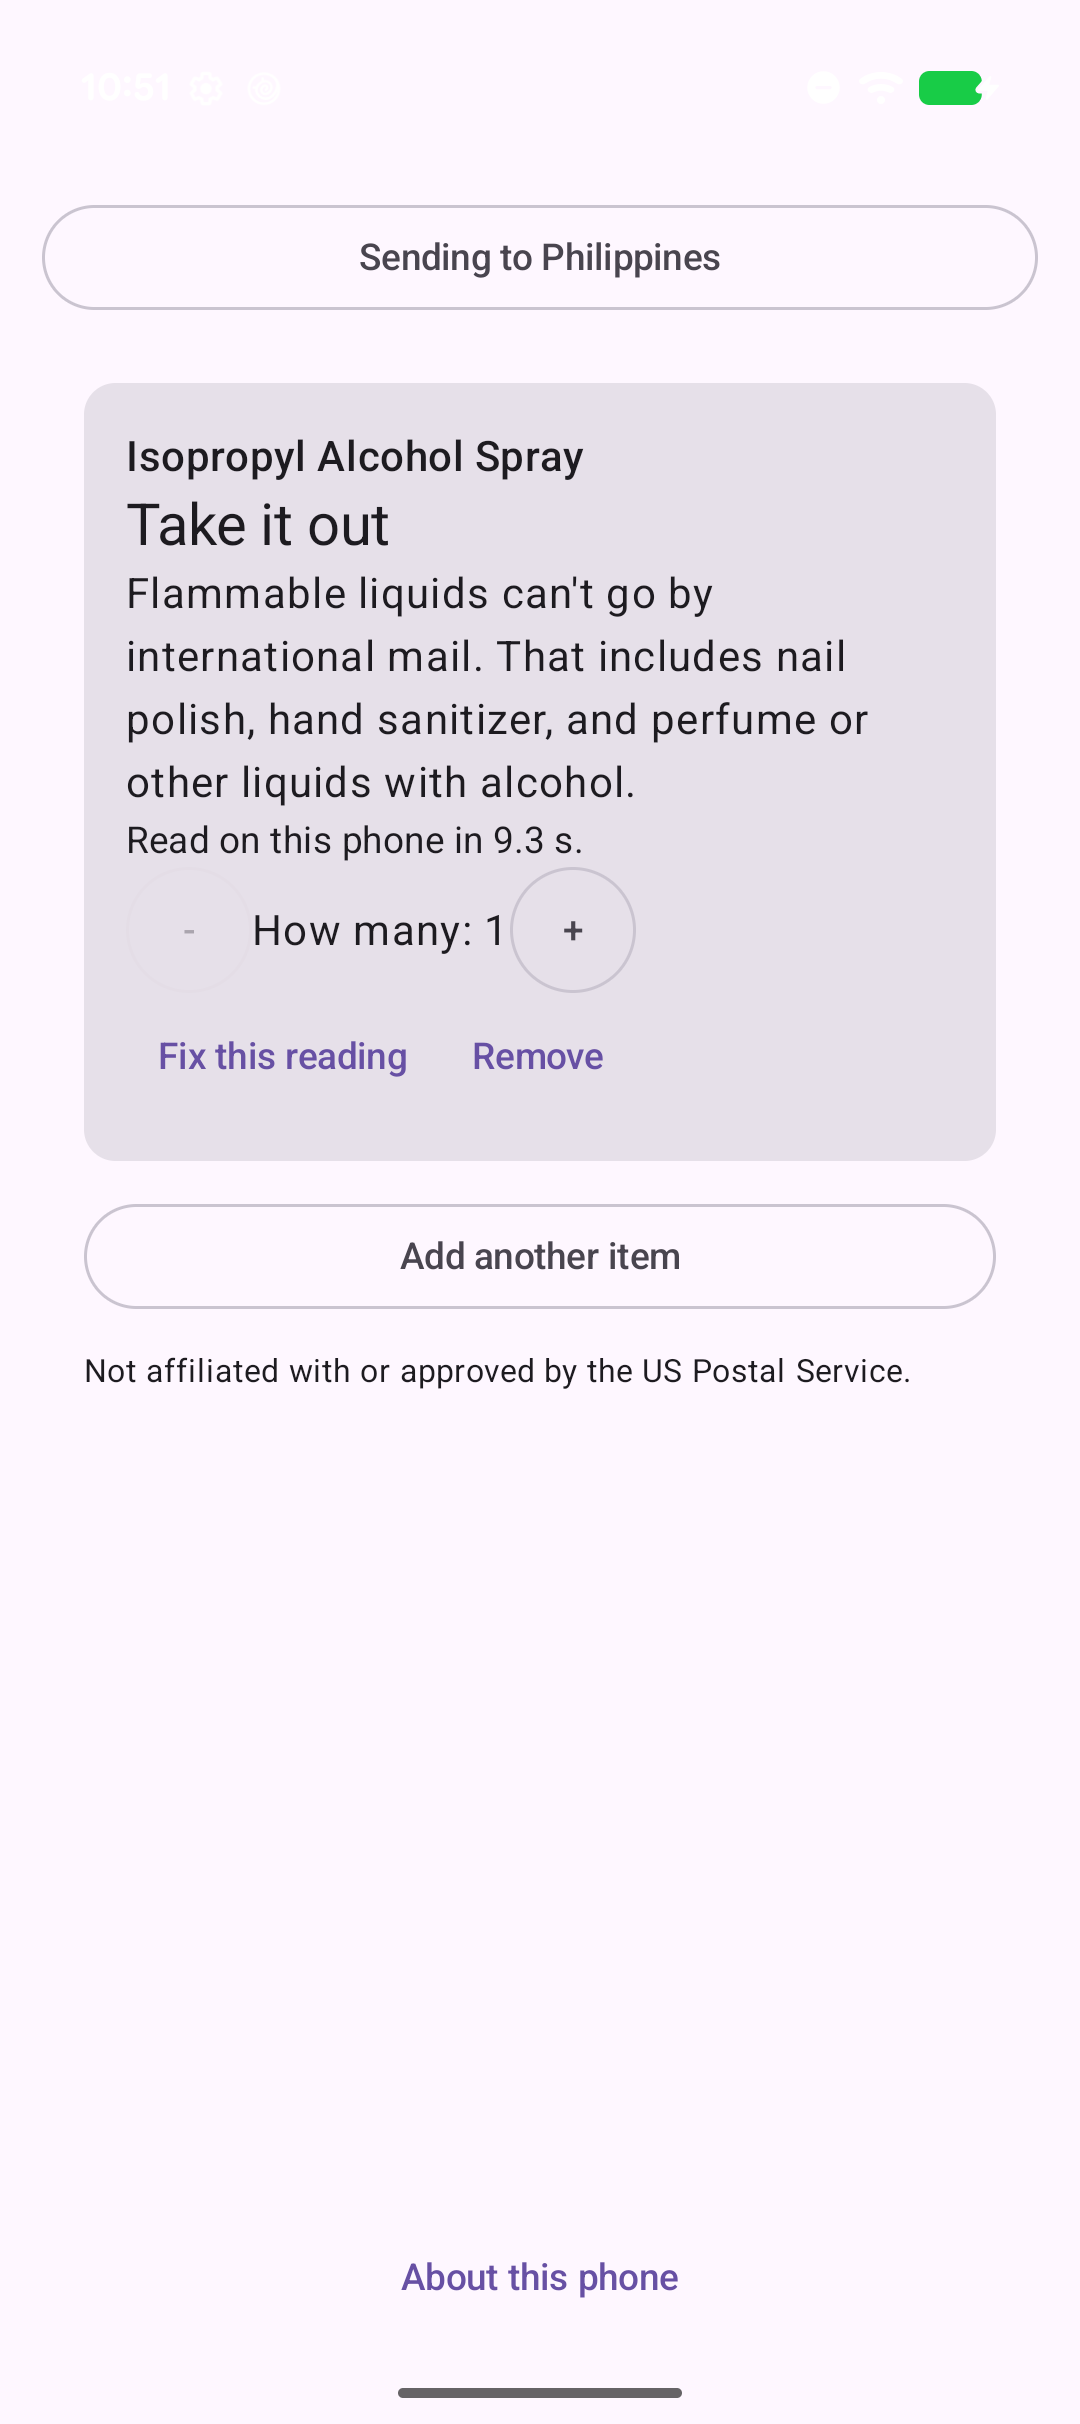 10:51
Sending to Philippines
Isopropyl Alcohol Spray
Take it out
Flammable liquids can't go by
international mail. That includes nail
polish, hand sanitizer, and perfume or
other liquids with alcohol.
Read on this phone in 9.3 s.
- How many: 1 +
Fix this reading Remove
Add another item
Not affiliated with or approved by the US Postal Service.
About this phone